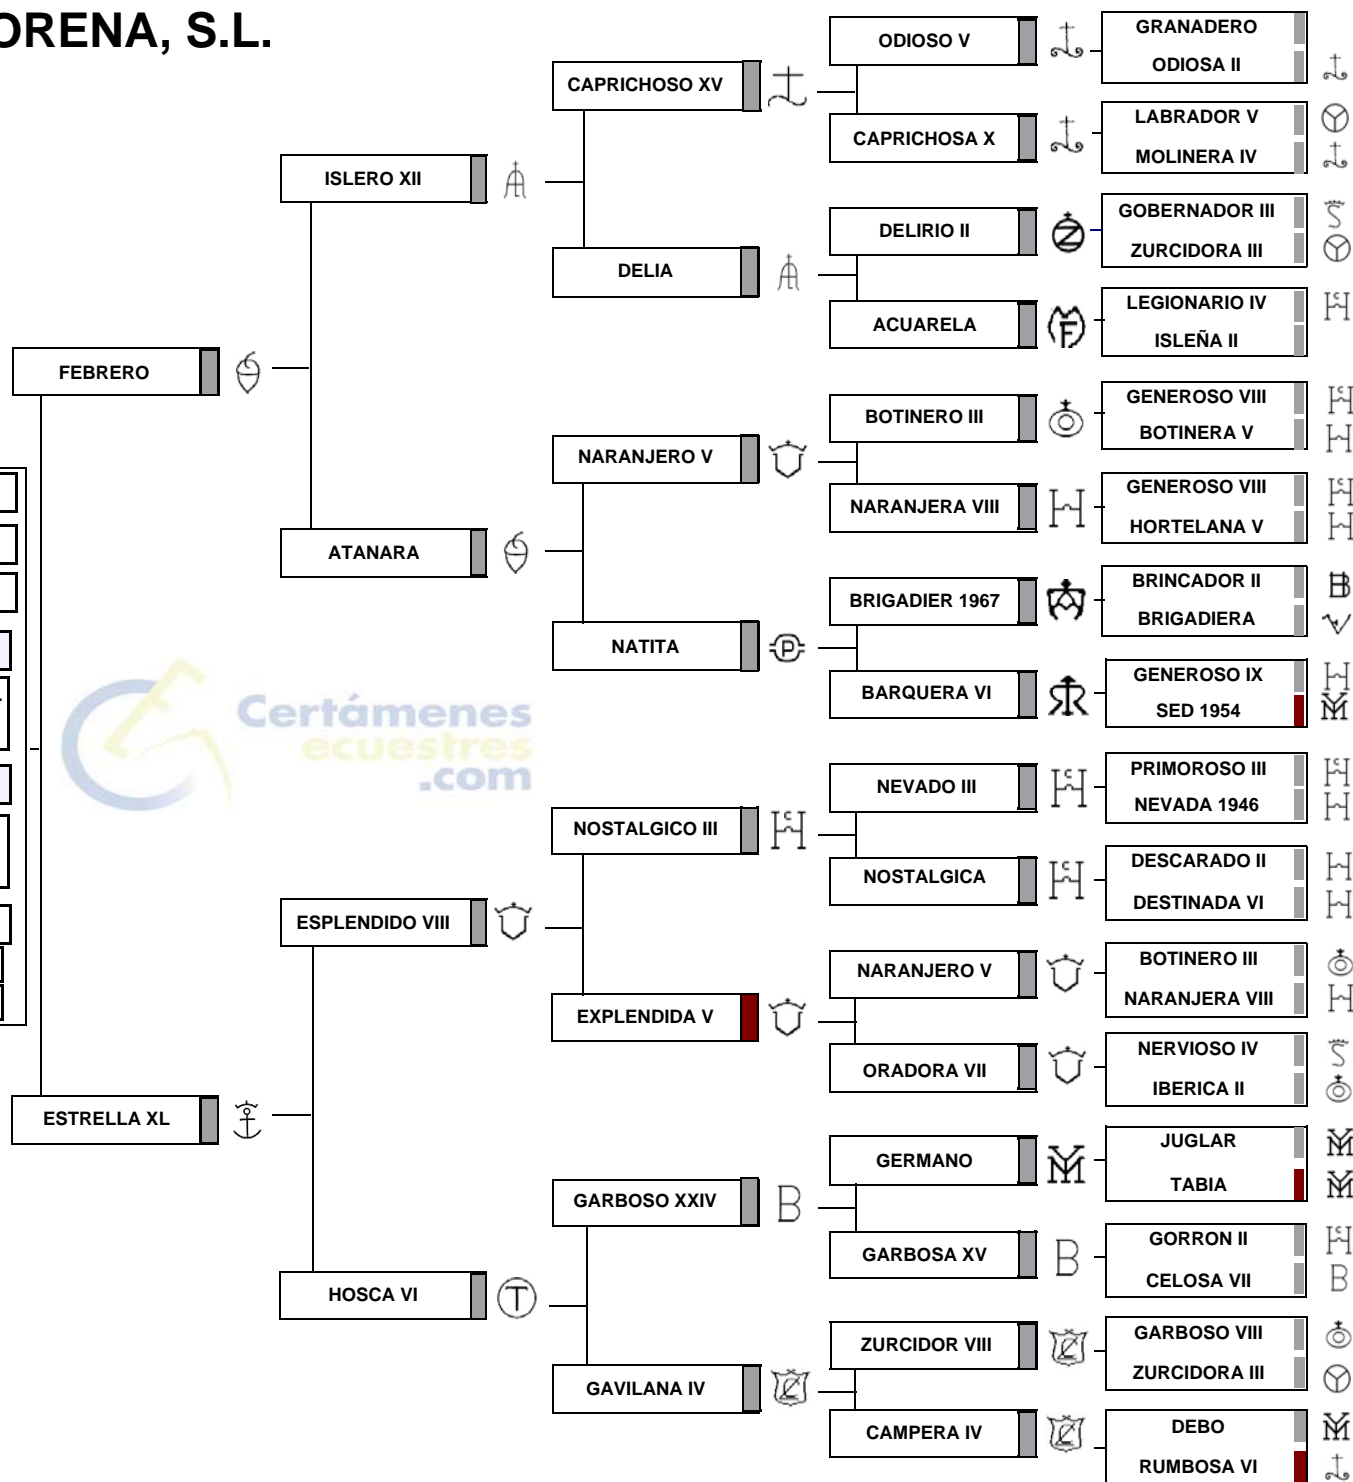 ORENA, S.L.
FEBRERO
ESTRELLA XL
ISLERO XII
ATANARA
ESPLENDIDO VIII
HOSCA VI
CAPRICHOSO XV
DELIA
NARANJERO V
NATITA
NOSTALGICO III
EXPLENDIDA V
GARBOSO XXIV
GAVILANA IV
ODIOSO V
CAPRICHOSA X
DELIRIO II
ACUARELA
BOTINERO III
NARANJERA VIII
BRIGADIER 1967
BARQUERA VI
NEVADO III
NOSTALGICA
NARANJERO V
ORADORA VII
GERMANO
GARBOSA XV
ZURCIDOR VIII
CAMPERA IV
GRANADERO
ODIOSA II
LABRADOR V
MOLINERA IV
GOBERNADOR III
ZURCIDORA III
LEGIONARIO IV
ISLEÑA II
GENEROSO VIII
BOTINERA V
GENEROSO VIII
HORTELANA V
BRINCADOR II
BRIGADIERA
GENEROSO IX
SED 1954
PRIMOROSO III
NEVADA 1946
DESCARADO II
DESTINADA VI
BOTINERO III
NARANJERA VIII
NERVIOSO IV
IBERICA II
JUGLAR
TABIA
GORRON II
CELOSA VII
GARBOSO VIII
ZURCIDORA III
DEBO
RUMBOSA VI
Certámenes
ecuestres
.com